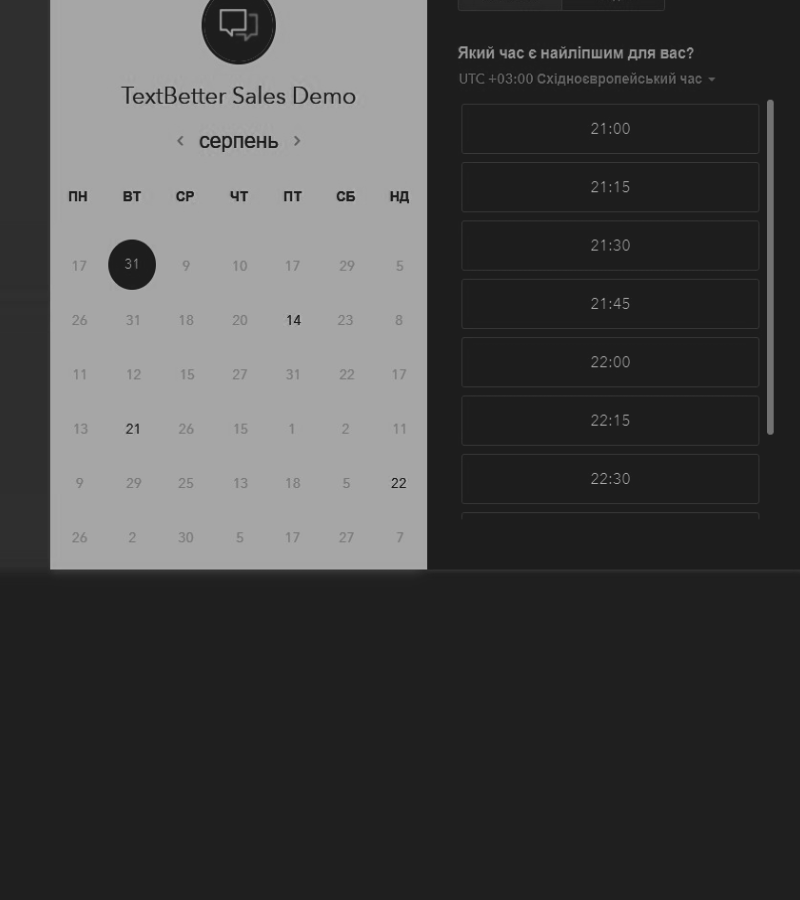 TextBetter Sales Demo
серпень
ПН ВТ СР ЧТ ПТ СБ НД
17 31 9 10 17 29 5
26 31 18 20 14 23 8
11 12 15 27 31 22 17
13 21 26 15 1 2 11
9 29 25 13 18 5 22
26 2 30 5 17 27 7
Який час є найліпшим для вас?
UTC +03:00 Східноєвропейський час
21:00
21:15
21:30
21:45
22:00
22:15
22:30